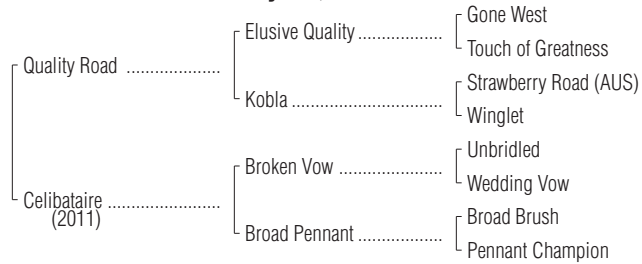 Gone West
Elusive Quality ..................
Touch of Greatness
Quality Road ....................
Strawberry Road (AUS)
Kobla ................................
Winglet
Unbridled
Broken Vow ......................
Wedding Vow
Celibataire ........................
(2011)
Broad Brush
Broad Pennant ..................
Pennant Champion